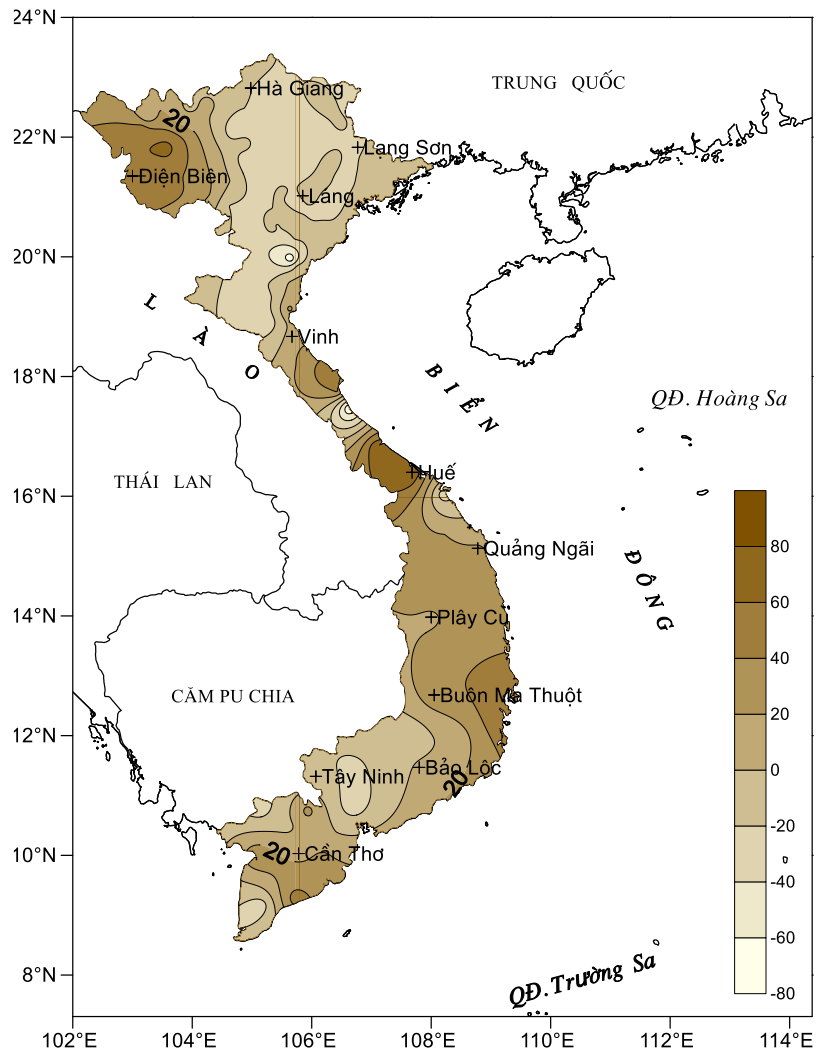 24°N
TRUNG QUỐC
Hà Giang
20
22°N
Lạng Sơn
Điện Biên
Láng
20°N
L À O
Vinh
18°N
BIỂN
QĐ. Hoàng Sa
THÁI LAN
Huế
16°N
Quảng Ngãi
ĐÔNG
80
14°N
Plây Cu
60
40
CĂM PU CHIA
Buôn Ma Thuột
20
12°N
Tây Ninh
Bảo Lộc
20
0
-20
10°N
20
Cần Thơ
-40
-60
8°N
QĐ. Trường Sa
-80
102°E 104°E 106°E 108°E 110°E 112°E 114°E